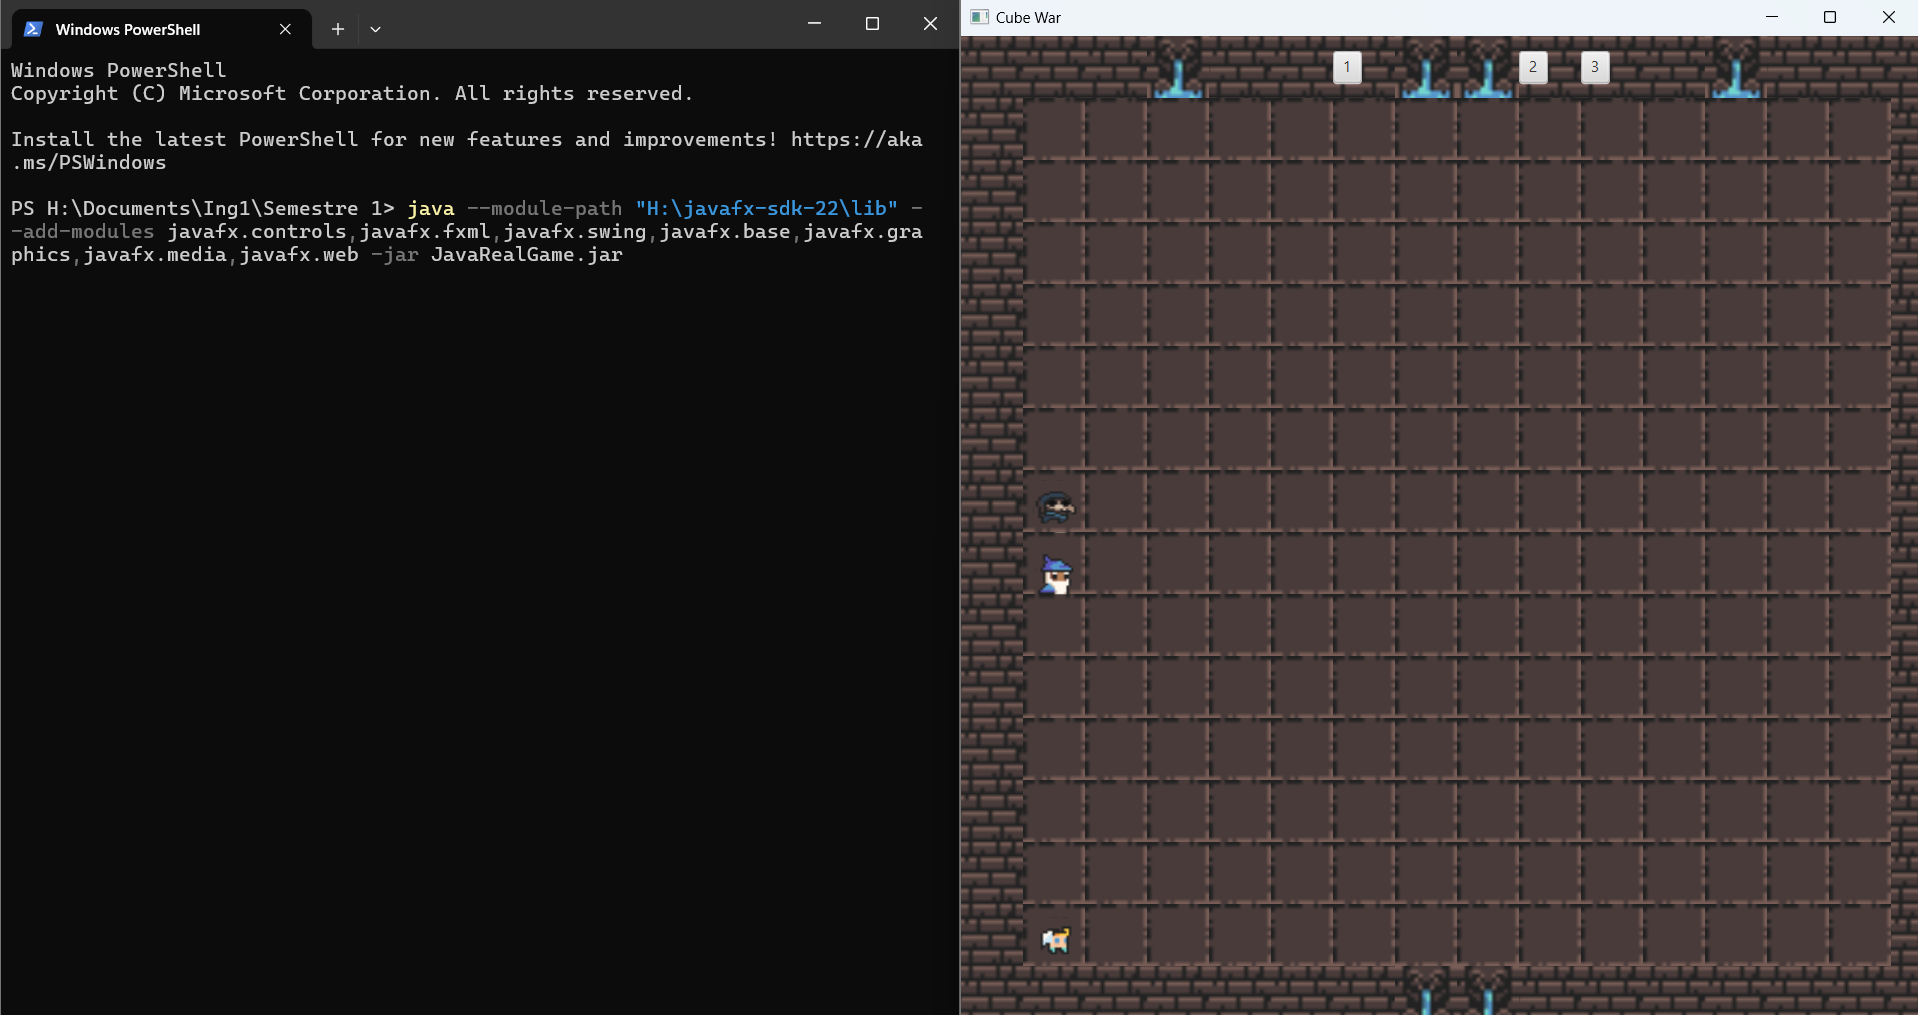 Windows PowerShell
Windows PowerShell
Copyright (C) Microsoft Corporation. All rights reserved.
Install the latest PowerShell for new features and improvements! https://aka
.ms/PSWindows
PS H:\Documents\Ing1\Semestre 1> java --module-path "H:\javafx-sdk-22\lib" -
-add-modules javafx.controls,javafx.fxml,javafx.swing,javafx.base,javafx.gra
phics,javafx.media,javafx.web -jar JavaRealGame.jar
Cube War
1 2 3